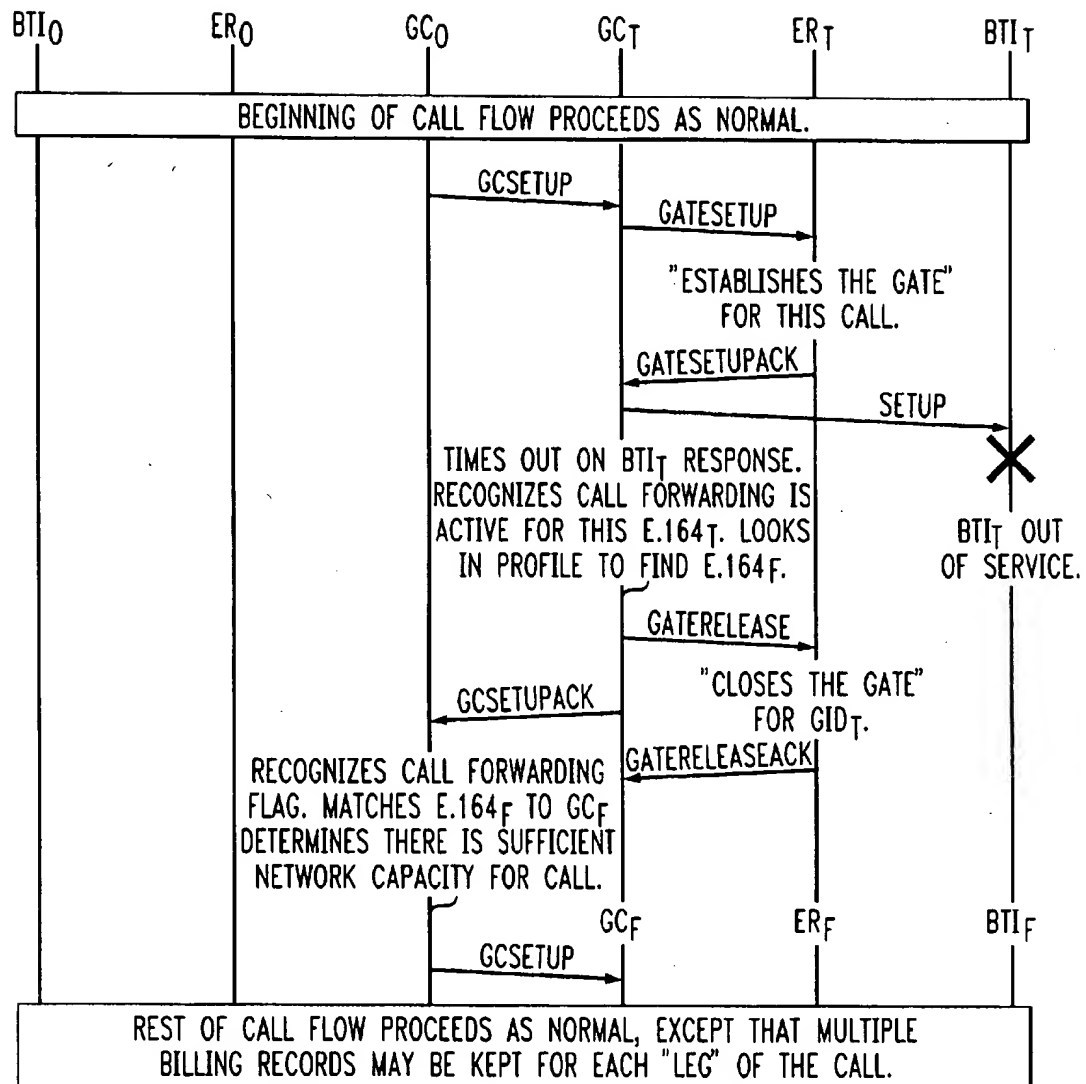 BTIO ERO GCO GCT ERT BTIT
BEGINNING OF CALL FLOW PROCEEDS AS NORMAL.
GCSETUP
GATESETUP
"ESTABLISHES THE GATE"
FOR THIS CALL.
GATESETUPACK
SETUP
TIMES OUT ON BTIT RESPONSE.
RECOGNIZES CALL FORWARDING IS
ACTIVE FOR THIS E.164T. LOOKS
IN PROFILE TO FIND E.164F.
BTIT OUT
OF SERVICE.
GATERELEASE
"CLOSES THE GATE"
FOR GIDT.
GCSETUPACK
GATERELEASEACK
RECOGNIZES CALL FORWARDING
FLAG. MATCHES E.164F TO GCF
DETERMINES THERE IS SUFFICIENT
NETWORK CAPACITY FOR CALL.
GCF ERF BTIF
GCSETUP
REST OF CALL FLOW PROCEEDS AS NORMAL, EXCEPT THAT MULTIPLE
BILLING RECORDS MAY BE KEPT FOR EACH "LEG" OF THE CALL.